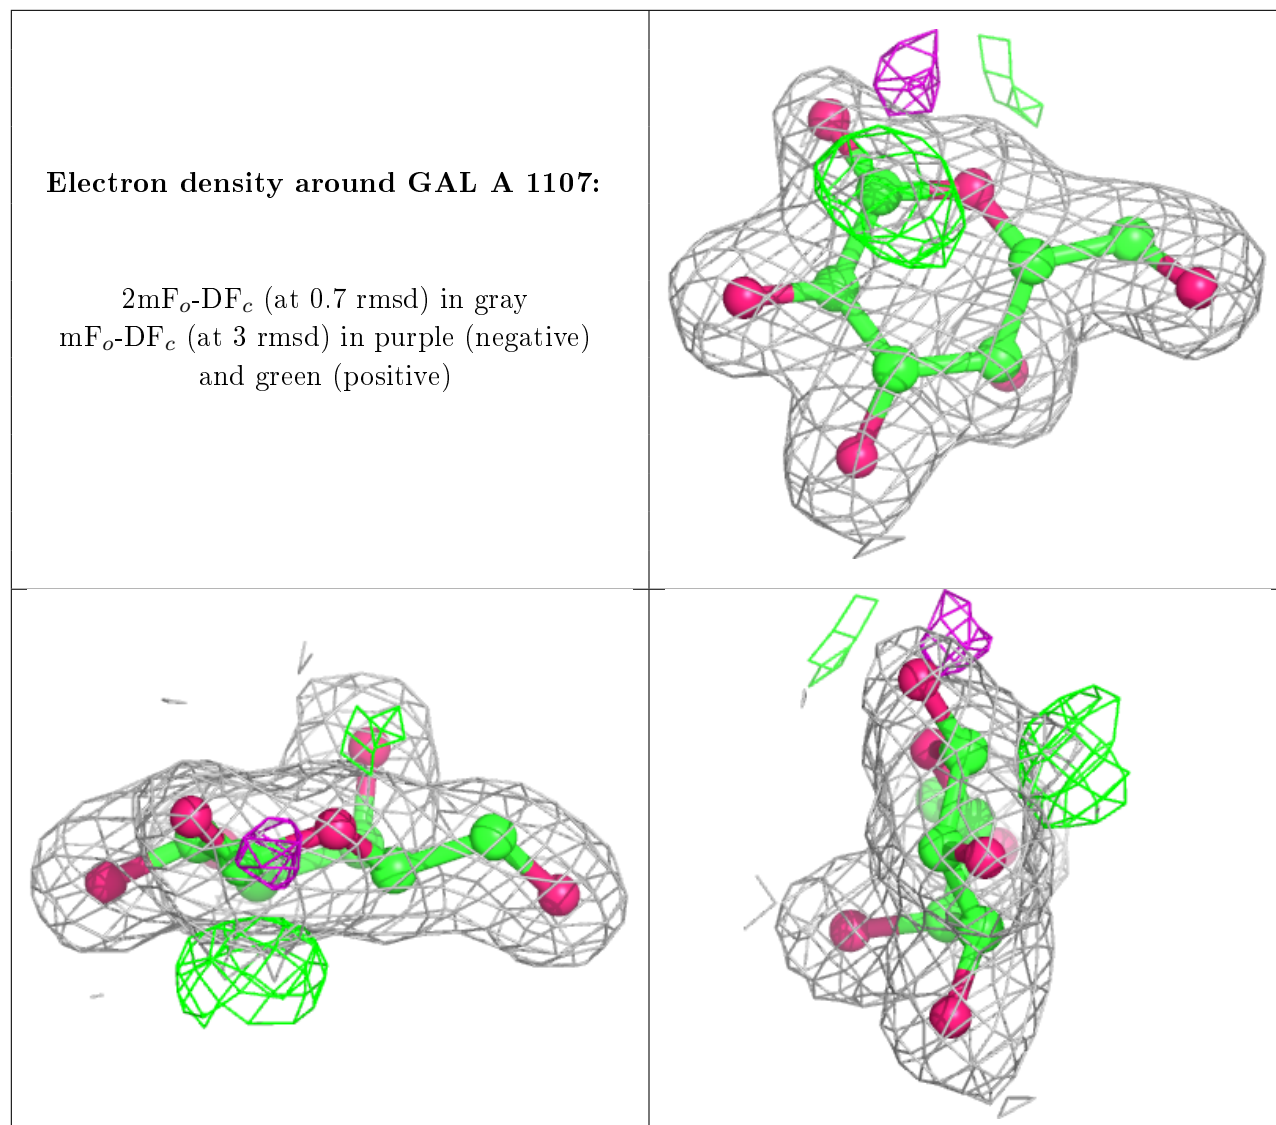 Electron density around GAL A 1107:
2mFₒ-DF𝒸 (at 0.7 rmsd) in gray
mFₒ-DF𝒸 (at 3 rmsd) in purple (negative)
and green (positive)